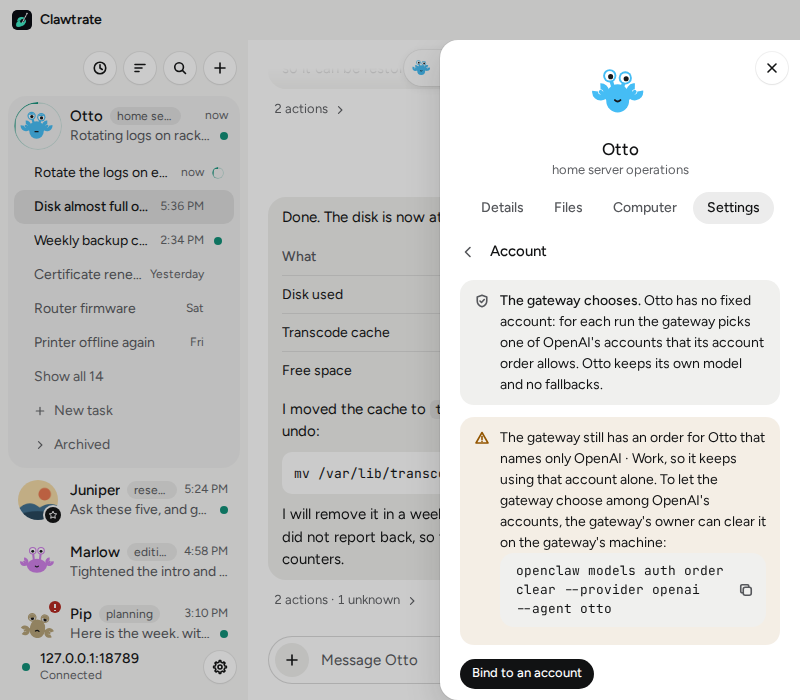 Clawtrate
Otto home se... now
Rotating logs on rack...
Rotate the logs on e... now
Disk almost full o... 5:36 PM
Weekly backup c... 2:34 PM
Certificate rene... Yesterday
Router firmware Sat
Printer offline again Fri
Show all 14
New task
Archived
Juniper rese... 5:24 PM
Ask these five, and g...
Marlow editi... 4:58 PM
Tightened the intro and ...
Pip planning 3:10 PM
Here is the week. wit...
127.0.0.1:18789
Connected
2 actions
Done. The disk is now at
What
Disk used
Transcode cache
Free space
I moved the cache to
undo:
mv /var/lib/transc
I will remove it in a week
did not report back, so
counters.
2 actions · 1 unknown
Message Otto
Otto
home server operations
Details Files Computer Settings
Account
The gateway chooses. Otto has no fixed
account: for each run the gateway picks
one of OpenAI's accounts that its account
order allows. Otto keeps its own model
and no fallbacks.
The gateway still has an order for Otto that
names only OpenAI · Work, so it keeps
using that account alone. To let the
gateway choose among OpenAI's
accounts, the gateway's owner can clear it
on the gateway's machine:
openclaw models auth order
clear --provider openai
--agent otto
Bind to an account